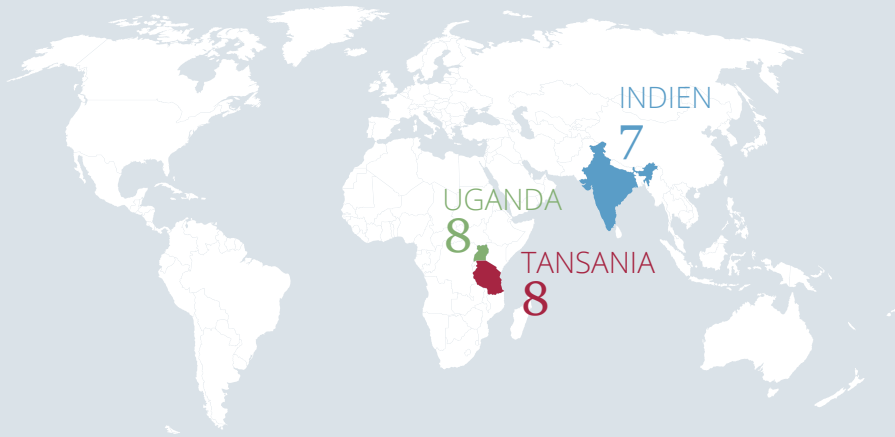 INDIEN
7
UGANDA
8
TANSANIA
8